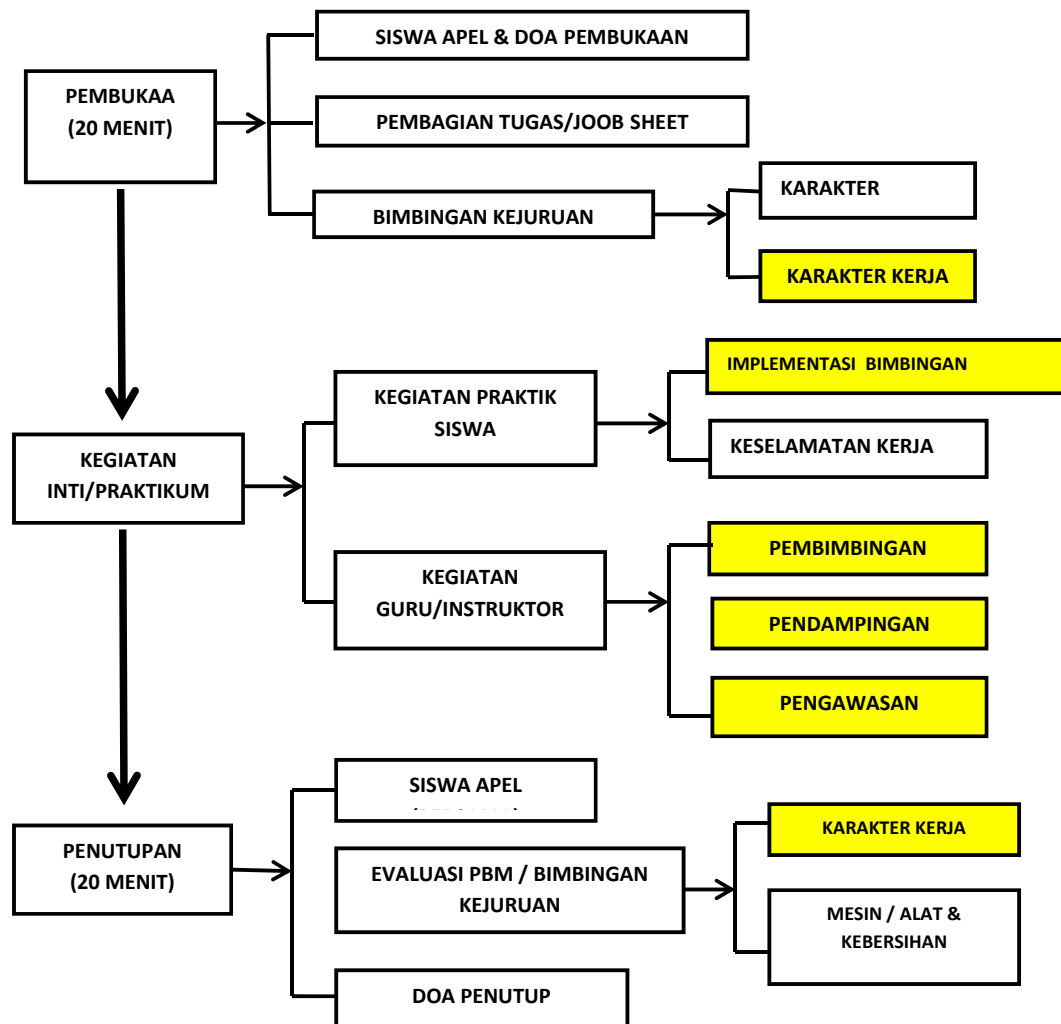 SISWA APEL & DOA PEMBUKAAN
PEMBUKAA
(20 MENIT)
PEMBAGIAN TUGAS/JOOB SHEET
BIMBINGAN KEJURUAN
KARAKTER
KARAKTER KERJA
KEGIATAN
INTI/PRAKTIKUM
KEGIATAN PRAKTIK
SISWA
IMPLEMENTASI BIMBINGAN
KESELAMATAN KERJA
KEGIATAN
GURU/INSTRUKTOR
PEMBIMBINGAN
PENDAMPINGAN
PENGAWASAN
PENUTUPAN
(20 MENIT)
SISWA APEL
EVALUASI PBM / BIMBINGAN
KEJURUAN
KARAKTER KERJA
MESIN / ALAT &
KEBERSIHAN
DOA PENUTUP